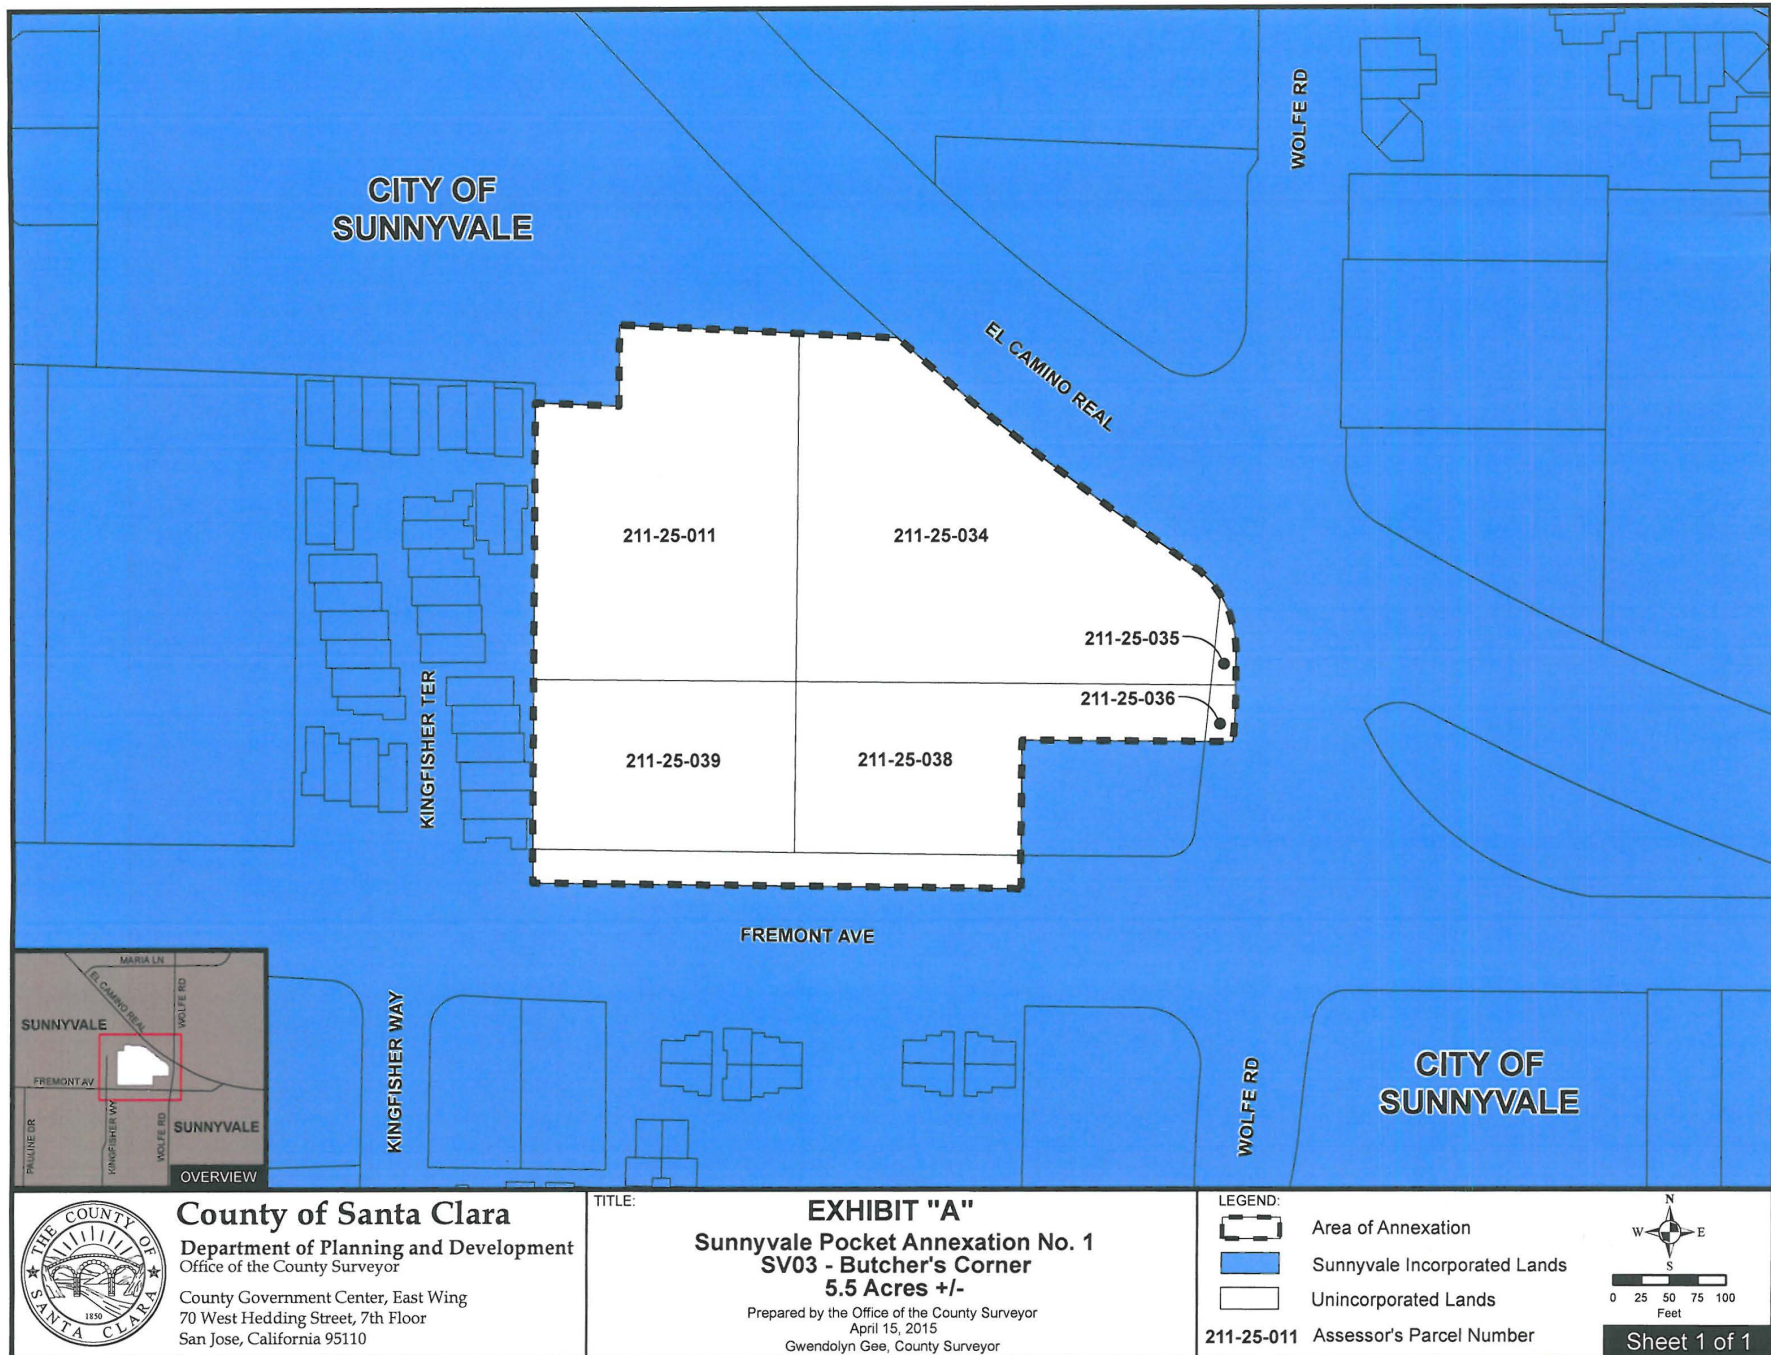 WOLFE RD
CITY OF
SUNNYVALE
EL CAMINO REAL
211-25-011
211-25-034
211-25-035
211-25-036
KINGFISHER TER
211-25-039
211-25-038
FREMONT AVE
KINGFISHER WAY
WOLFE RD
CITY OF
SUNNYVALE
MARIA LN
EL CAMINO REAL
WOLFE RD
SUNNYVALE
FREMONT AV
PAULINE DR
KINGFISHER WY
WOLFE RD
SUNNYVALE
OVERVIEW
THE COUNTY OF SANTA CLARA
1850
County of Santa Clara
Department of Planning and Development
Office of the County Surveyor
County Government Center, East Wing
70 West Hedding Street, 7th Floor
San Jose, California 95110
TITLE:
EXHIBIT "A"
Sunnyvale Pocket Annexation No. 1
SV03 - Butcher's Corner
5.5 Acres +/-
Prepared by the Office of the County Surveyor
April 15, 2015
Gwendolyn Gee, County Surveyor
LEGEND:
Area of Annexation
Sunnyvale Incorporated Lands
Unincorporated Lands
211-25-011 Assessor's Parcel Number
N
W E
S
0 25 50 75 100
Feet
Sheet 1 of 1